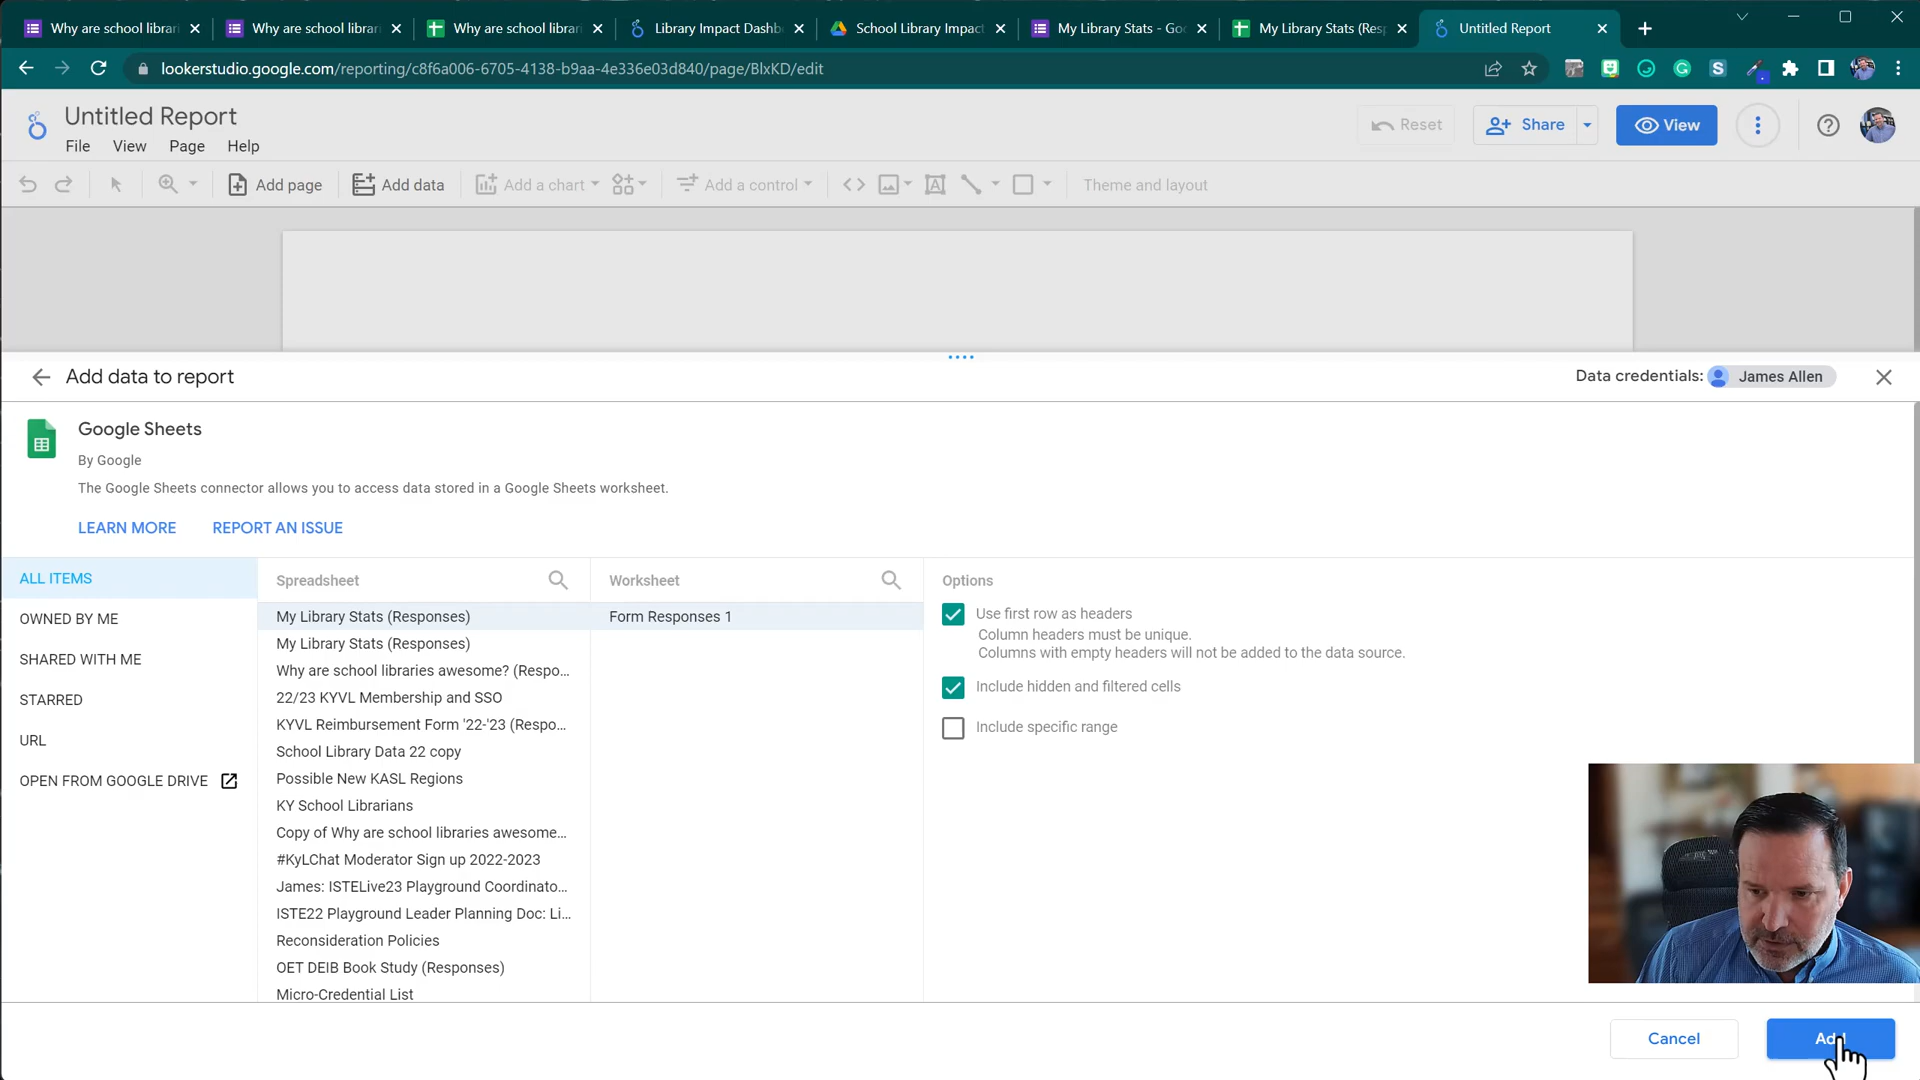 Why are school librari
Why are school librari
Why are school librari
Library Impact Dashb
School Library Impact
My Library Stats - Go
My Library Stats (Res
Untitled Report
lookerstudio.google.com/reporting/c8f6a006-6705-4138-b9aa-4e336e03d840/page/BlxKD/edit
Untitled Report
Reset
Share
View
File
View
Page
Help
Add page
Add data
Add a chart
Add a control
Theme and layout
Add data to report
Data credentials:
James Allen
Google Sheets
By Google
The Google Sheets connector allows you to access data stored in a Google Sheets worksheet.
LEARN MORE
REPORT AN ISSUE
ALL ITEMS
OWNED BY ME
SHARED WITH ME
STARRED
URL
OPEN FROM GOOGLE DRIVE
Spreadsheet
My Library Stats (Responses)
My Library Stats (Responses)
Why are school libraries awesome? (Respo...
22/23 KYVL Membership and SSO
KYVL Reimbursement Form '22-'23 (Respo...
School Library Data 22 copy
Possible New KASL Regions
KY School Librarians
Copy of Why are school libraries awesome...
#KyLChat Moderator Sign up 2022-2023
James: ISTELive23 Playground Coordinato...
ISTE22 Playground Leader Planning Doc: Li...
Reconsideration Policies
OET DEIB Book Study (Responses)
Micro-Credential List
Worksheet
Form Responses 1
Options
Use first row as headers
Column headers must be unique.
Columns with empty headers will not be added to the data source.
Include hidden and filtered cells
Include specific range
Cancel
Add